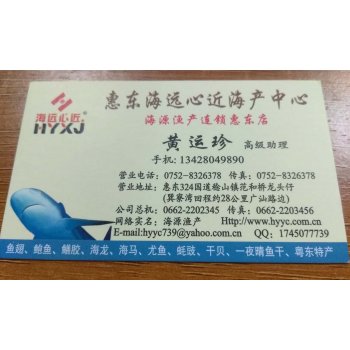 惠东海远心近海产中心
海远心近®
HYXJ
海源渔产连锁惠东店
黄运珍 高级助理
手机: 13428049890
营业电话: 0752-8326378 传真: 0752-8326378
营业地址: 惠东324国道稔山镇范和桥龙头仔
(巽寮湾回程约28公里广汕路边)
公司总机: 0662-2202345 传真: 0662-2203456
网络实名: 海源渔产 Http://www.hyyc.com.cn
E-mail:hyyc739@yahoo.com.cn QQ: 1745077739
鱼翅、鲍鱼、鳝胶、海龙、海马、尤鱼、蚝豉、干贝、一夜晴鱼干、粤东特产